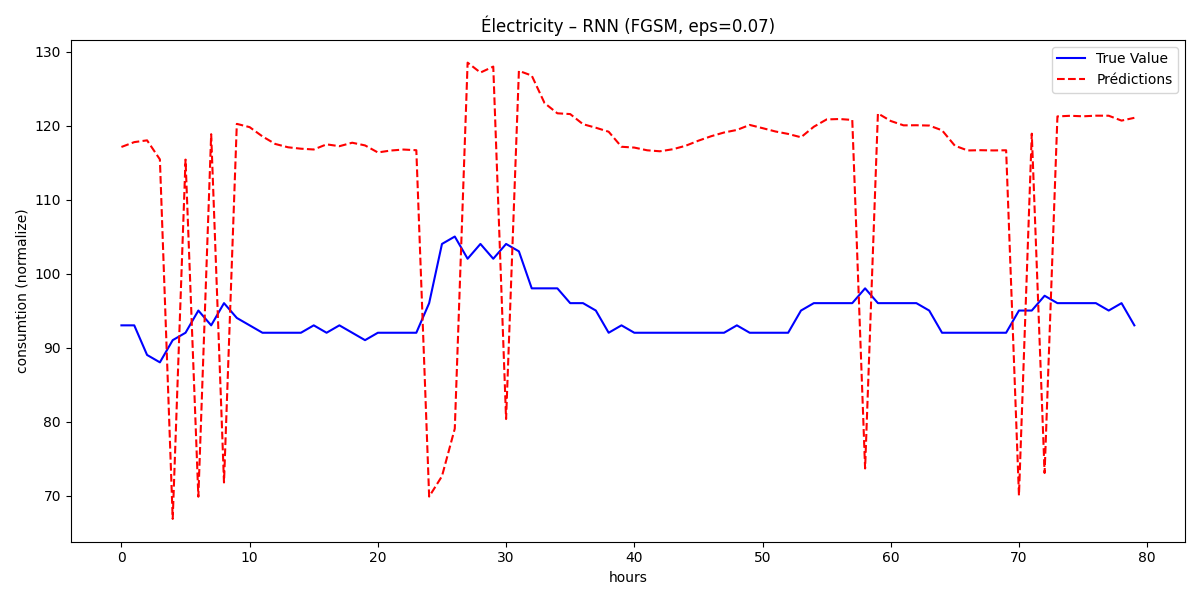 Électricity – RNN (FGSM, eps=0.07)
True Value
Prédictions
consumtion (normalize)
130
120
110
100
90
80
70
0 10 20 30 40 50 60 70 80
hours